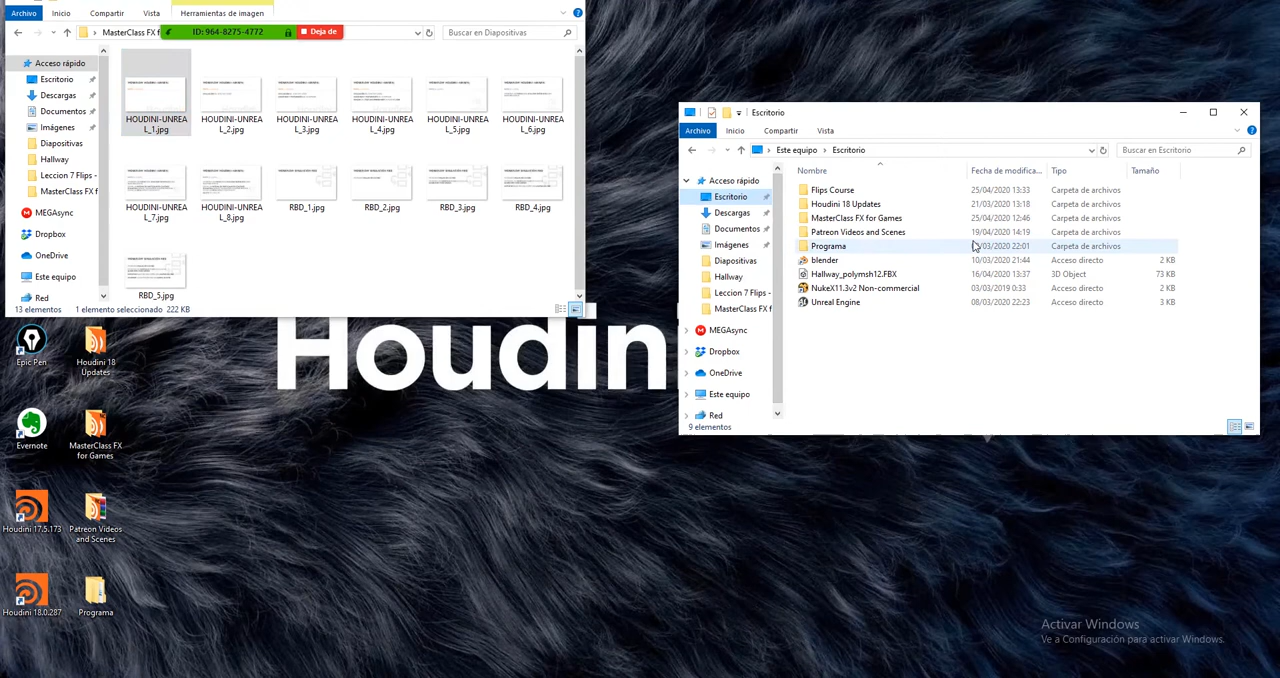 Archivo Inicio Compartir Vista Herramientas de imagen
MasterClass FX f ID: 964-8275-4772 Deja de
Buscar en Diapositivas
Acceso rápido
Escritorio
Descargas
Documentos
Imágenes
Diapositivas
Hallway
Leccion 7 Flips -
MasterClass FX f
MEGAsync
Dropbox
OneDrive
Este equipo
Red
HOUDINI-UNREA
L_1.jpg
HOUDINI-UNREA
L_2.jpg
HOUDINI-UNREA
L_3.jpg
HOUDINI-UNREA
L_4.jpg
HOUDINI-UNREA
L_5.jpg
HOUDINI-UNREA
L_6.jpg
HOUDINI-UNREA
L_7.jpg
HOUDINI-UNREA
L_8.jpg
RBD_1.jpg
RBD_2.jpg
RBD_3.jpg
RBD_4.jpg
RBD_5.jpg
13 elementos 1 elemento seleccionado 222 KB
Escritorio
Archivo Inicio Compartir Vista
Este equipo Escritorio
Buscar en Escritorio
Acceso rápido
Escritorio
Descargas
Documentos
Imágenes
Diapositivas
Hallway
Leccion 7 Flips -
MasterClass FX f
MEGAsync
Dropbox
OneDrive
Este equipo
Red
Nombre Fecha de modifica... Tipo Tamaño
Flips Course 25/04/2020 13:33 Carpeta de archivos
Houdini 18 Updates 21/03/2020 13:18 Carpeta de archivos
MasterClass FX for Games 25/04/2020 12:46 Carpeta de archivos
Patreon Videos and Scenes 19/04/2020 14:19 Carpeta de archivos
Programa /03/2020 22:01 Carpeta de archivos
blender 10/03/2020 21:44 Acceso directo 2 KB
Hallway_polymsh12.FBX 16/04/2020 13:37 3D Object 73 KB
NukeX11.3v2 Non-commercial 03/03/2019 0:33 Acceso directo 2 KB
Unreal Engine 08/03/2020 22:23 Acceso directo 3 KB
9 elementos
Houdin
Epic Pen
Houdini 18
Updates
Evernote
MasterClass FX
for Games
Houdini 17.5.173
Patreon Videos
and Scenes
Houdini 18.0.287
Programa
Activar Windows
Ve a Configuración para activar Windows.